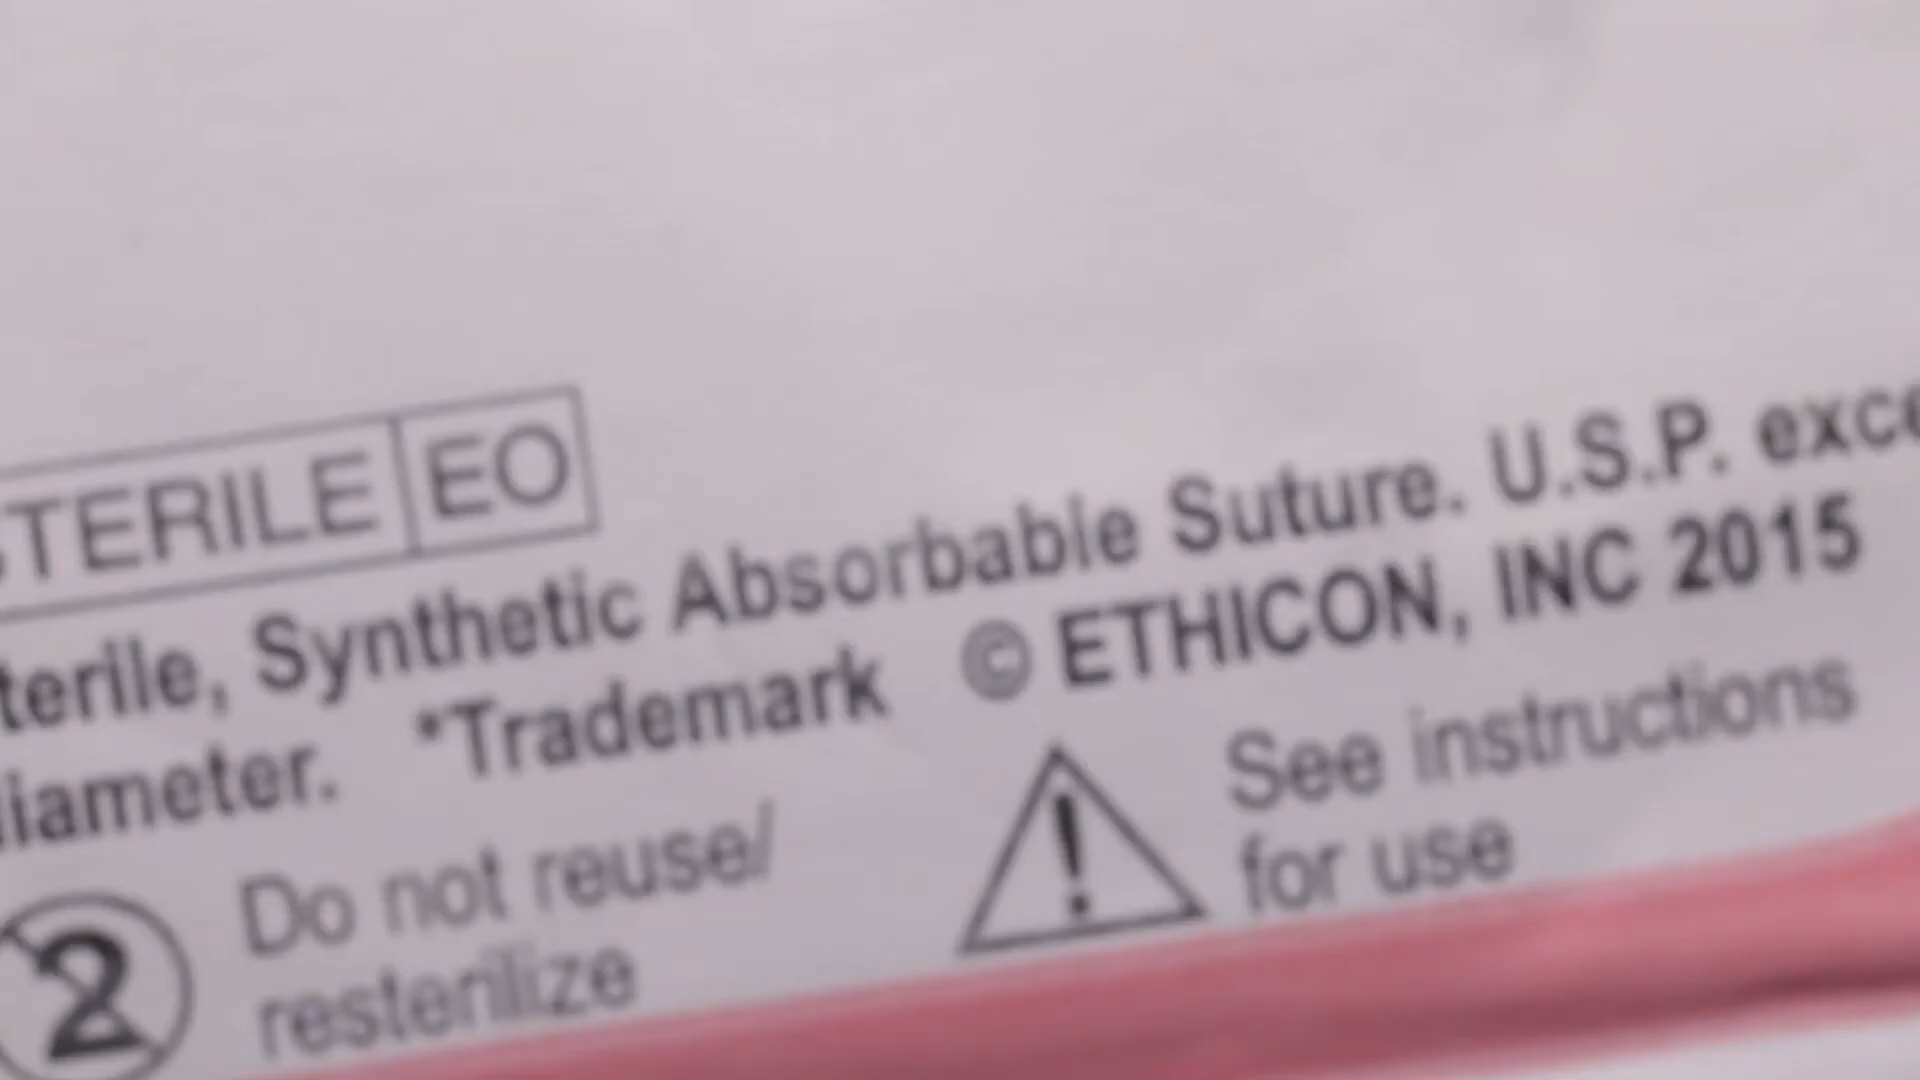 STERILE EO
terile, Synthetic Absorbable Suture. U.S.P. exce
diameter. *Trademark © ETHICON, INC 2015
2 Do not reuse/
resterilize
See instructions
for use